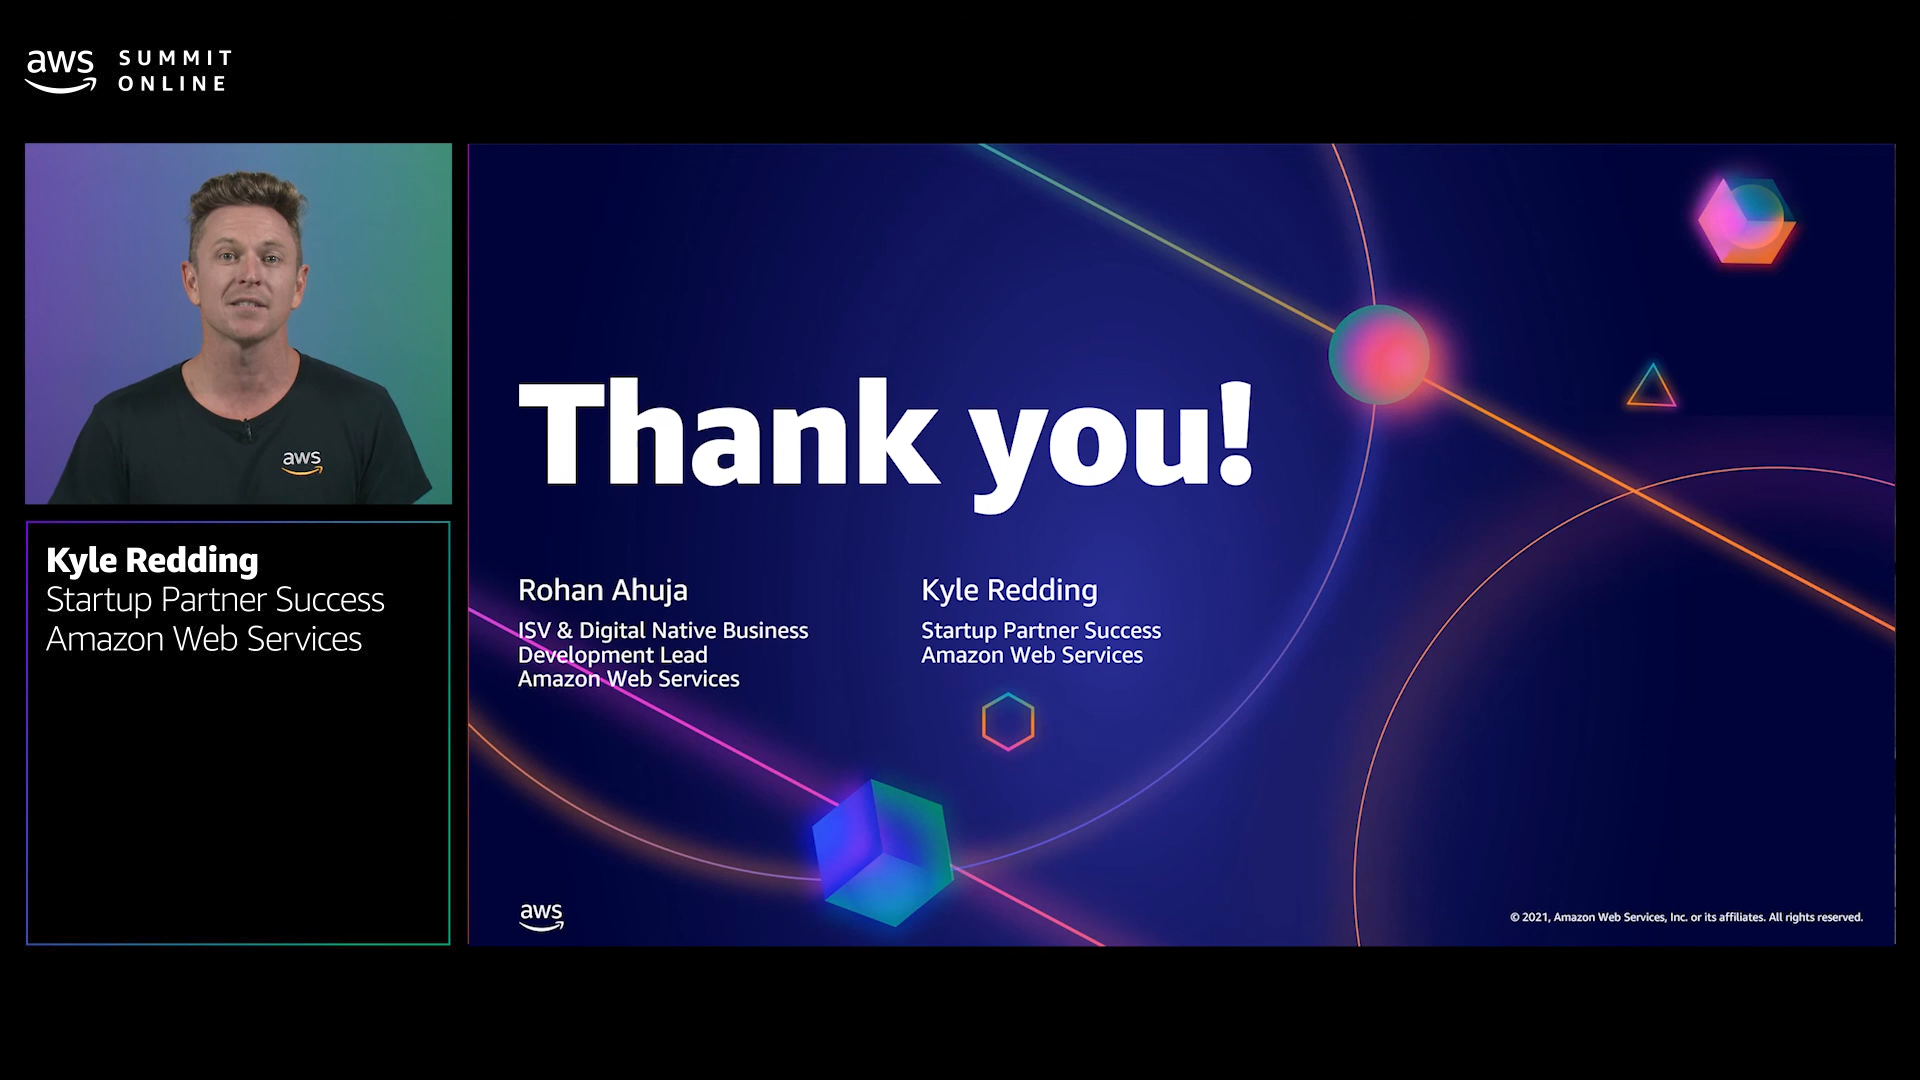 aws SUMMIT
ONLINE
aws
Kyle Redding
Startup Partner Success
Amazon Web Services
Thank you!
Rohan Ahuja
ISV & Digital Native Business
Development Lead
Amazon Web Services
Kyle Redding
Startup Partner Success
Amazon Web Services
aws
© 2021, Amazon Web Services, Inc. or its affiliates. All rights reserved.